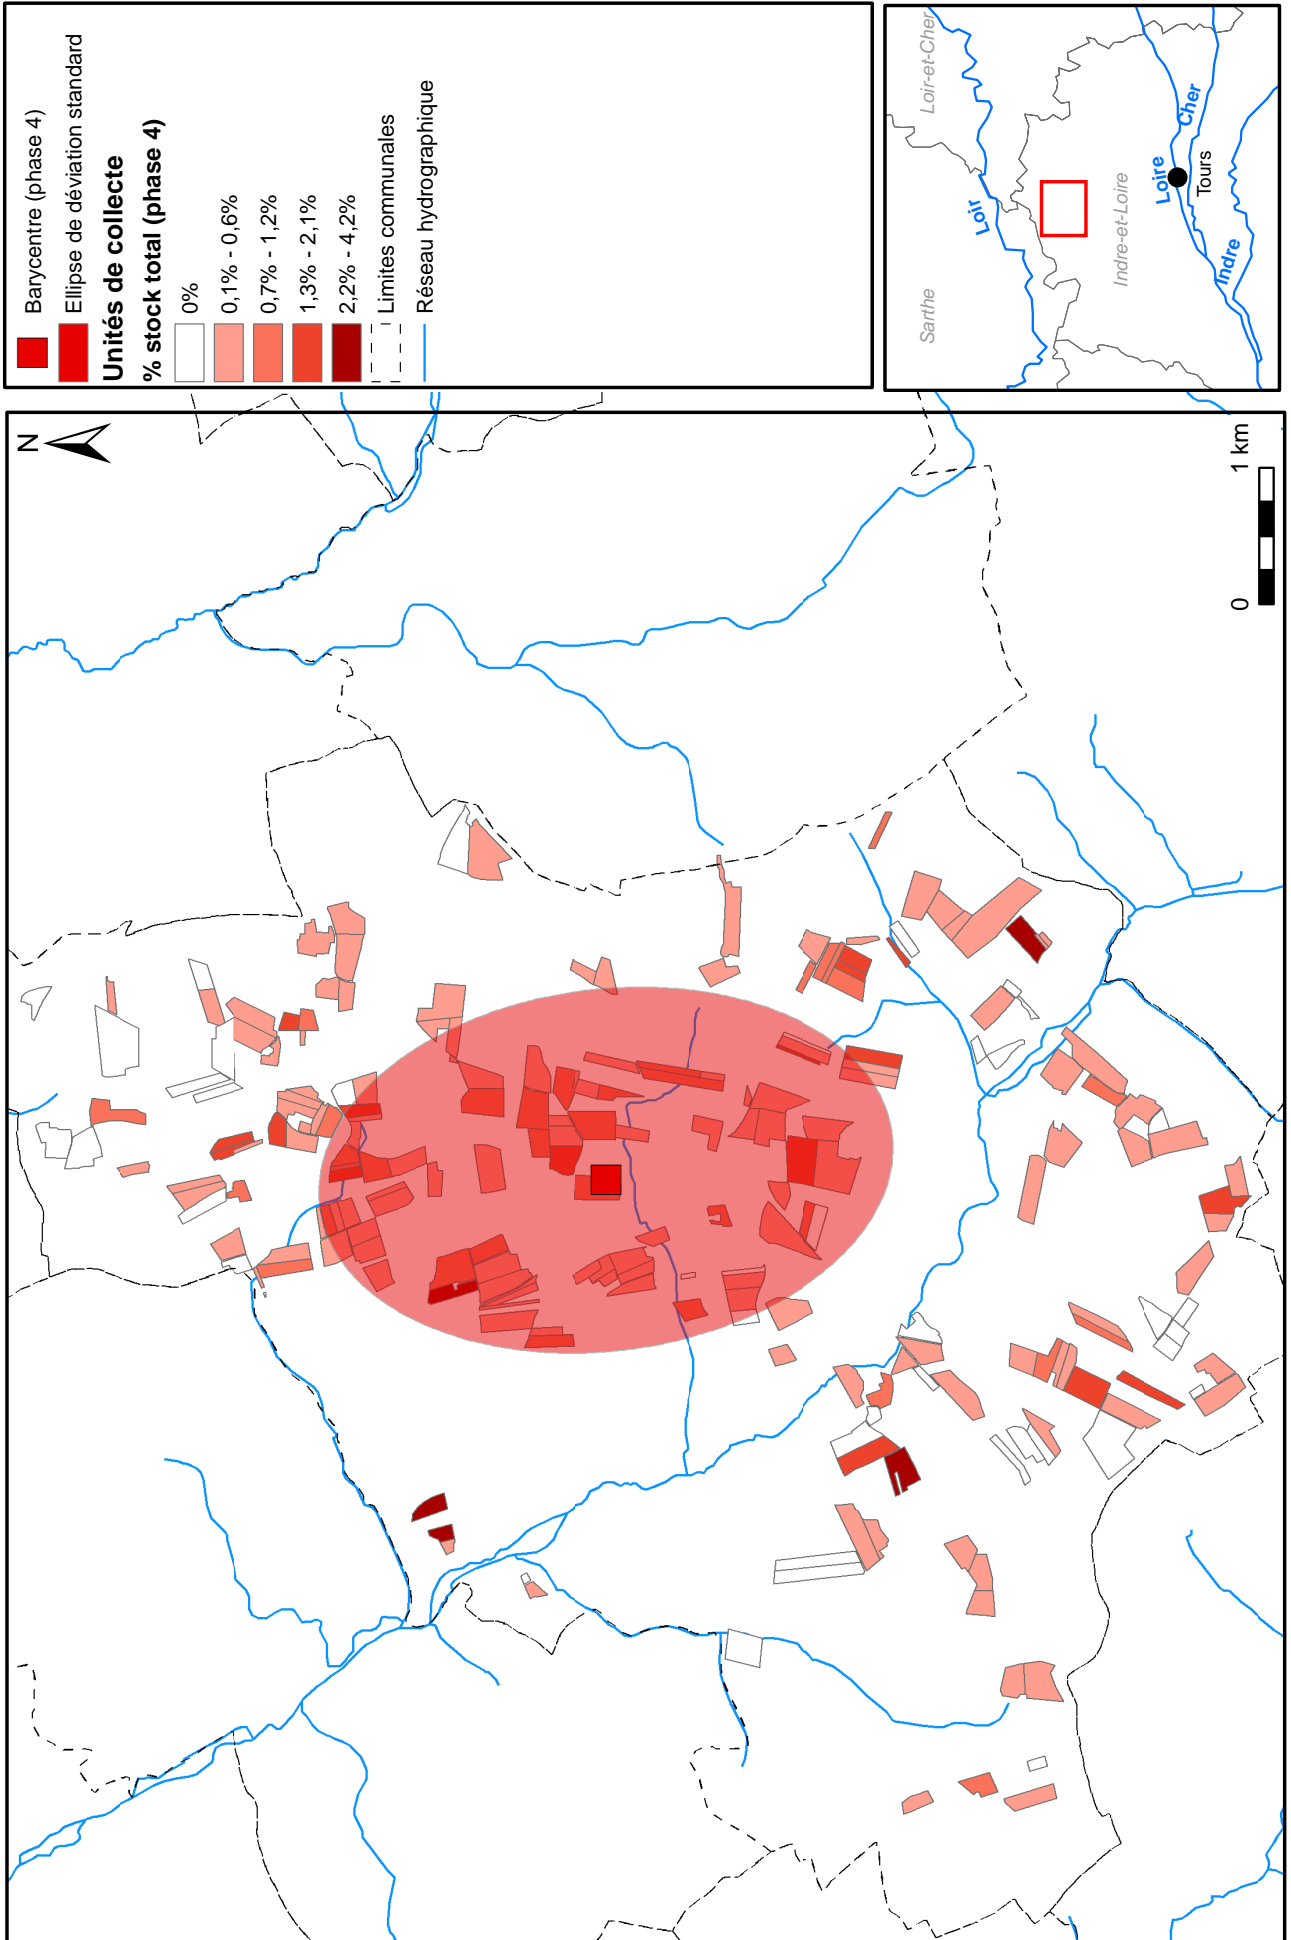 Barycentre (phase 4)
Ellipse de déviation standard
Unités de collecte
% stock total (phase 4)
0%
0,1% - 0,6%
0,7% - 1,2%
1,3% - 2,1%
2,2% - 4,2%
Limites communales
Réseau hydrographique
Sarthe
Loir-et-Cher
Loir
Indre-et-Loire
Loire
Cher
Tours
Indre
N
0 1 km